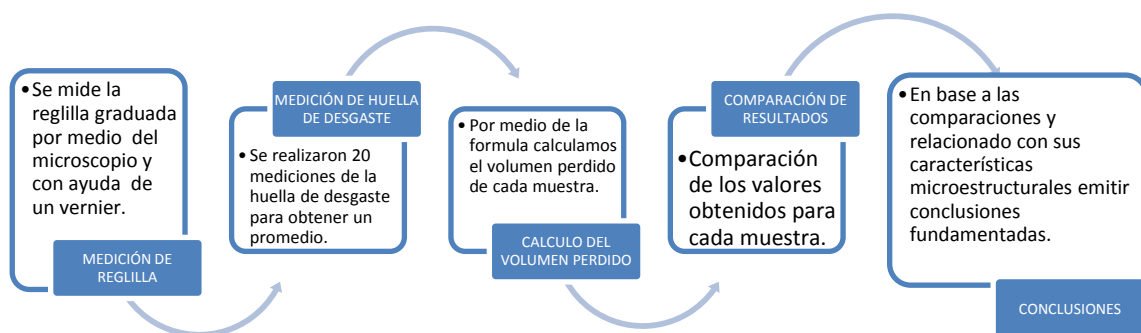 •Se mide la
reglilla graduada
por medio del
microscopio y
con ayuda de
un vernier.
MEDICIÓN DE
REGLILLA
MEDICIÓN DE HUELLA
DE DESGASTE
• Se realizaron 20
mediciones de la
huella de desgaste
para obtener un
promedio.
• Por medio de la
formula calculamos
el volumen perdido
de cada muestra.
CALCULO DEL
VOLUMEN PERDIDO
COMPARACIÓN DE
RESULTADOS
•Comparación
de los valores
obtenidos para
cada muestra.
•En base a las
comparaciones y
relacionado con sus
características
microestructurales emitir
conclusiones
fundamentadas.
CONCLUSIONES